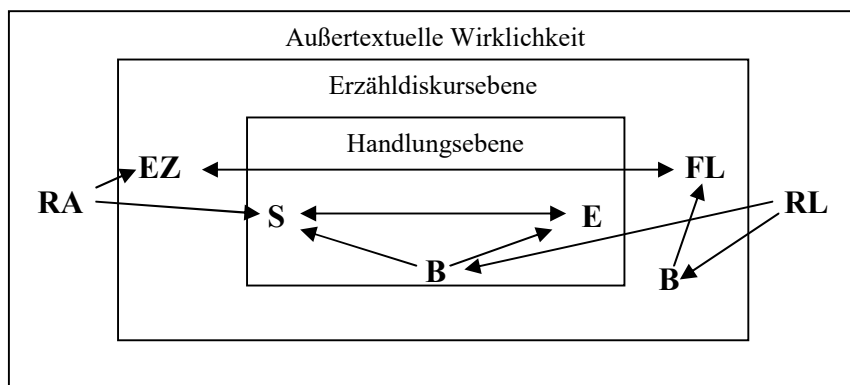 Außertextuelle Wirklichkeit
Erzähldiskursebene
Handlungsebene
EZ FL
RA S E RL
B B